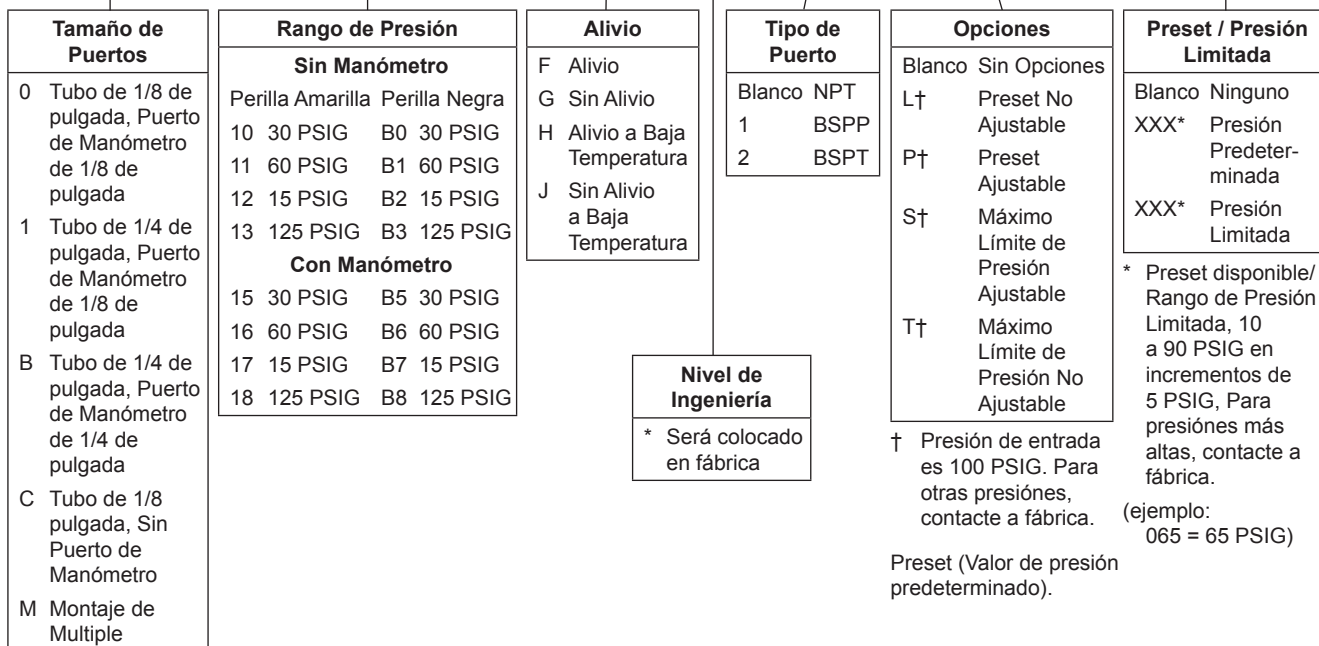 Tamaño de
Puertos
0 Tubo de 1/8 de
pulgada, Puerto
de Manómetro
de 1/8 de
pulgada
1 Tubo de 1/4 de
pulgada, Puerto
de Manómetro
de 1/8 de
pulgada
B Tubo de 1/4 de
pulgada, Puerto
de Manómetro
de 1/4 de
pulgada
C Tubo de 1/8
pulgada, Sin
Puerto de
Manómetro
M Montaje de
Multiple
Rango de Presión
Sin Manómetro
Perilla Amarilla Perilla Negra
10 30 PSIG B0 30 PSIG
11 60 PSIG B1 60 PSIG
12 15 PSIG B2 15 PSIG
13 125 PSIG B3 125 PSIG
Con Manómetro
15 30 PSIG B5 30 PSIG
16 60 PSIG B6 60 PSIG
17 15 PSIG B7 15 PSIG
18 125 PSIG B8 125 PSIG
Alivio
F Alivio
G Sin Alivio
H Alivio a Baja
Temperatura
J Sin Alivio
a Baja
Temperatura
Nivel de
Ingeniería
* Será colocado
en fábrica
Tipo de
Puerto
Blanco NPT
1 BSPP
2 BSPT
Opciones
Blanco Sin Opciones
L† Preset No
Ajustable
P† Preset
Ajustable
S† Máximo
Límite de
Presión
Ajustable
T† Máximo
Límite de
Presión No
Ajustable
† Presión de entrada
es 100 PSIG. Para
otras presiónes,
contacte a fábrica.
Preset (Valor de presión
predeterminado).
Preset / Presión
Limitada
Blanco Ninguno
XXX* Presión
Predeter-
minada
XXX* Presión
Limitada
* Preset disponible/
Rango de Presión
Limitada, 10
a 90 PSIG en
incrementos de
5 PSIG, Para
presiónes más
altas, contacte a
fábrica.
(ejemplo:
065 = 65 PSIG)